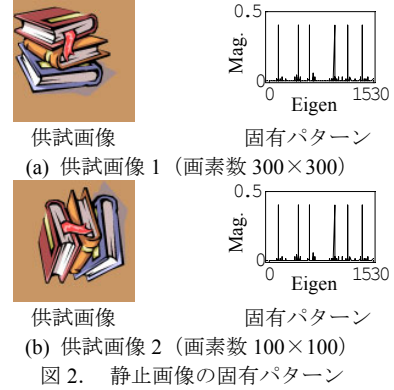 0.5
Mag.
0
0 1530
Eigen
供試画像 固有パターン
(a) 供試画像 1（画素数 300×300）
0.5
Mag.
0
0 1530
Eigen
供試画像 固有パターン
(b) 供試画像 2（画素数 100×100）
図 2. 静止画像の固有パターン